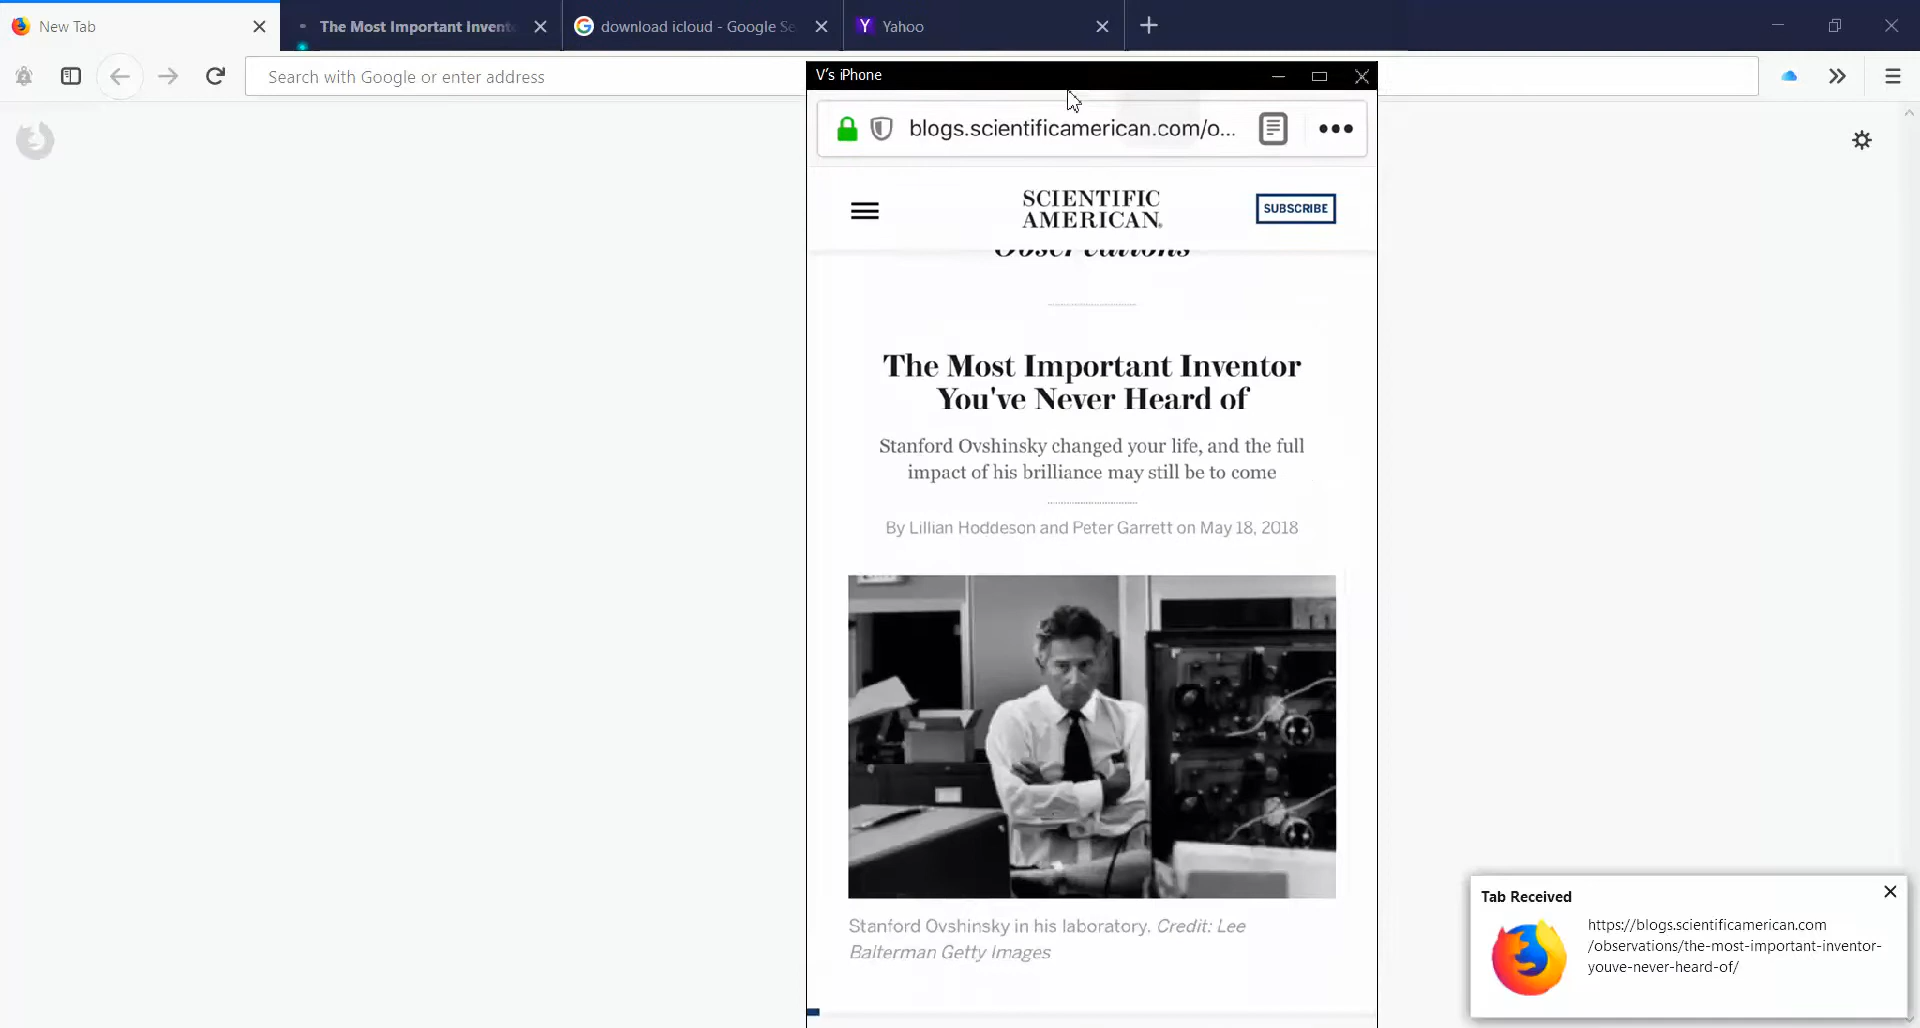 New Tab
The Most Important Invent
download icloud - Google Se
Yahoo
Search with Google or enter address
V's iPhone
blogs.scientificamerican.com/o...
SCIENTIFIC
AMERICAN
SUBSCRIBE
Observations
The Most Important Inventor
You've Never Heard of
Stanford Ovshinsky changed your life, and the full
impact of his brilliance may still be to come
By Lillian Hoddeson and Peter Garrett on May 18, 2018
Stanford Ovshinsky in his laboratory. Credit: Lee
Balterman Getty Images
Tab Received
https://blogs.scientificamerican.com
/observations/the-most-important-inventor-
youve-never-heard-of/